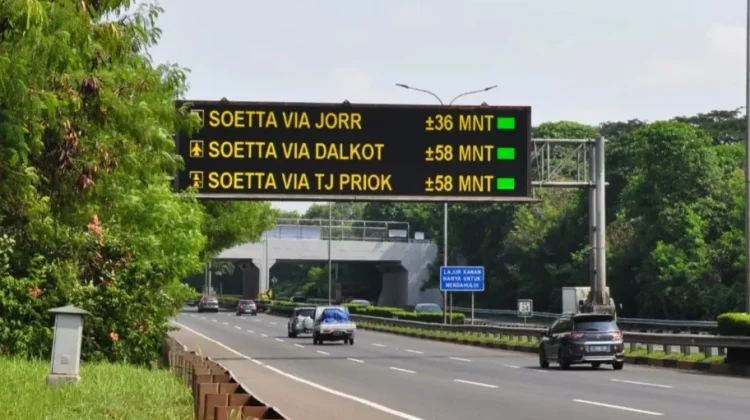 SOETTA VIA JORR ±36 MNT
SOETTA VIA DALKOT ±58 MNT
SOETTA VIA TJ PRIOK ±58 MNT
LAJUR KANAN
HANYA UNTUK
MENDAHULUI